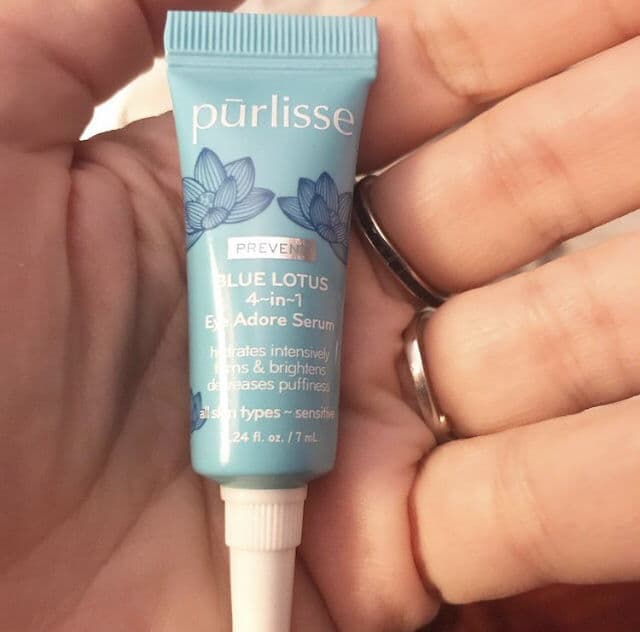 pūrlisse
PREVENT
BLUE LOTUS
4~in~1
Eye Adore Serum
hydrates intensively
firms & brightens
decreases puffiness
all skin types ~ sensitive
.24 fl. oz. / 7 mL